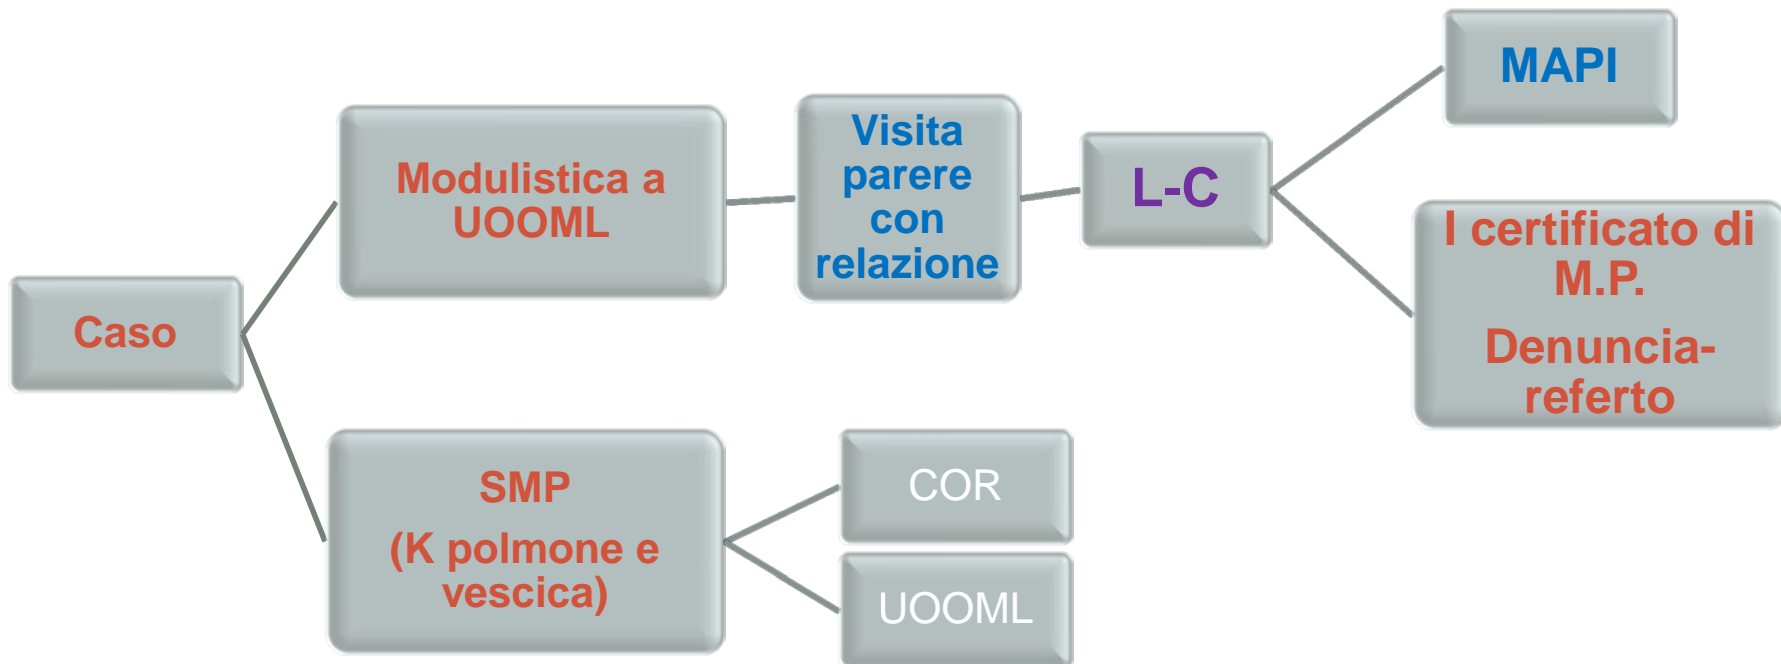 Caso
Modulistica a
UOOML
Visita
parere
con
relazione
L-C
MAPI
I certificato di
M.P.
Denuncia-
referto
SMP
(K polmone e
vescica)
COR
UOOML